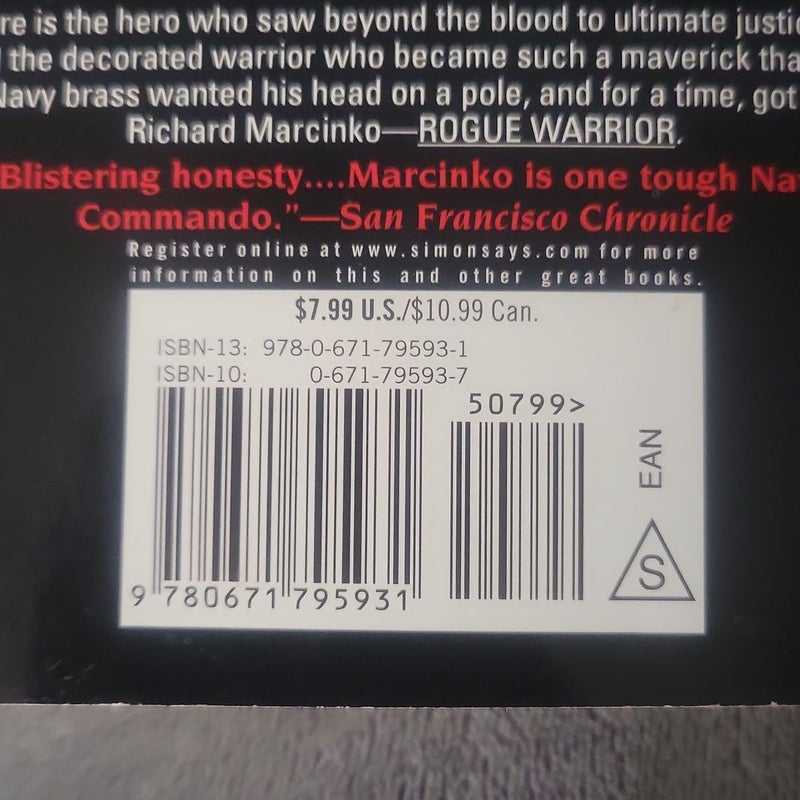 re is the hero who saw beyond the blood to ultimate justi
the decorated warrior who became such a maverick tha
Navy brass wanted his head on a pole, and for a time, got
Richard Marcinko—ROGUE WARRIOR.
Blistering honesty....Marcinko is one tough Na
Commando."—San Francisco Chronicle
Register online at www.simonsays.com for more
information on this and other great books.
$7.99 U.S./$10.99 Can.
ISBN-13: 978-0-671-79593-1
ISBN-10: 0-671-79593-7
50799>
EAN
S
9 780671 795931